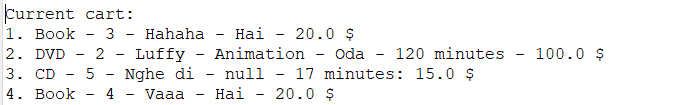 Current cart:
1. Book - 3 - Hahaha - Hai - 20.0 $
2. DVD - 2 - Luffy - Animation - Oda - 120 minutes - 100.0 $
3. CD - 5 - Nghe di - null - 17 minutes: 15.0 $
4. Book - 4 - Vaaa - Hai - 20.0 $